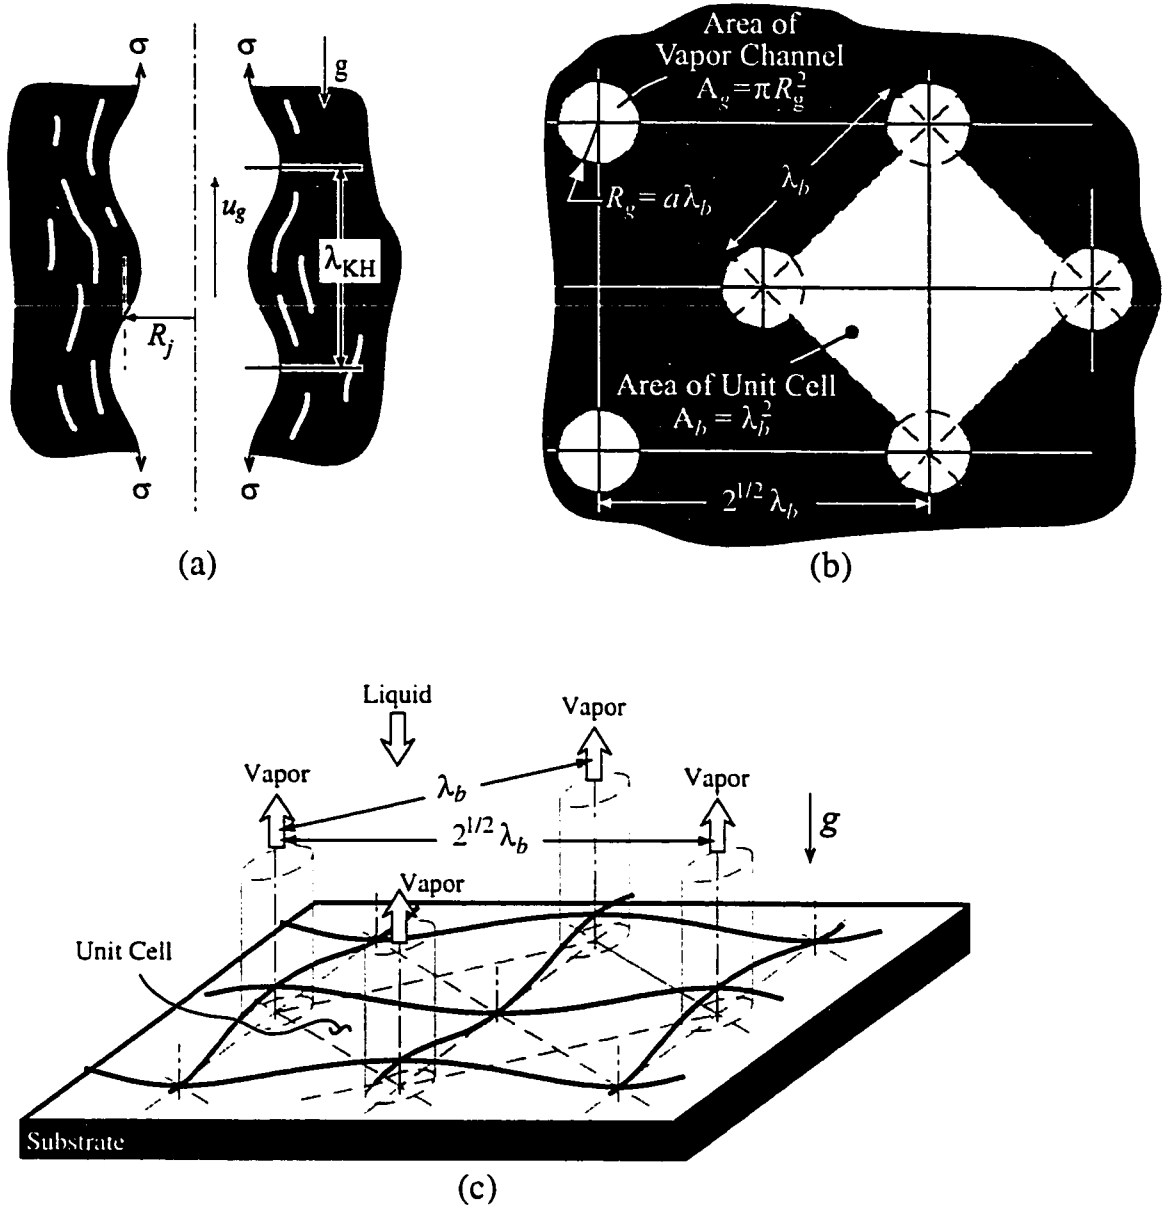 σ
σ
g
u_g
λ_KH
R_j
σ
σ
(a)
Area of
Vapor Channel
A_g = πR_g^2
λ_b
R_g = aλ_b
Area of Unit Cell
A_b = λ_b^2
2^{1/2} λ_b
(b)
Liquid
Vapor
Vapor
Vapor
λ_b
2^{1/2} λ_b
g
Vapor
Unit Cell
Substrate
(c)